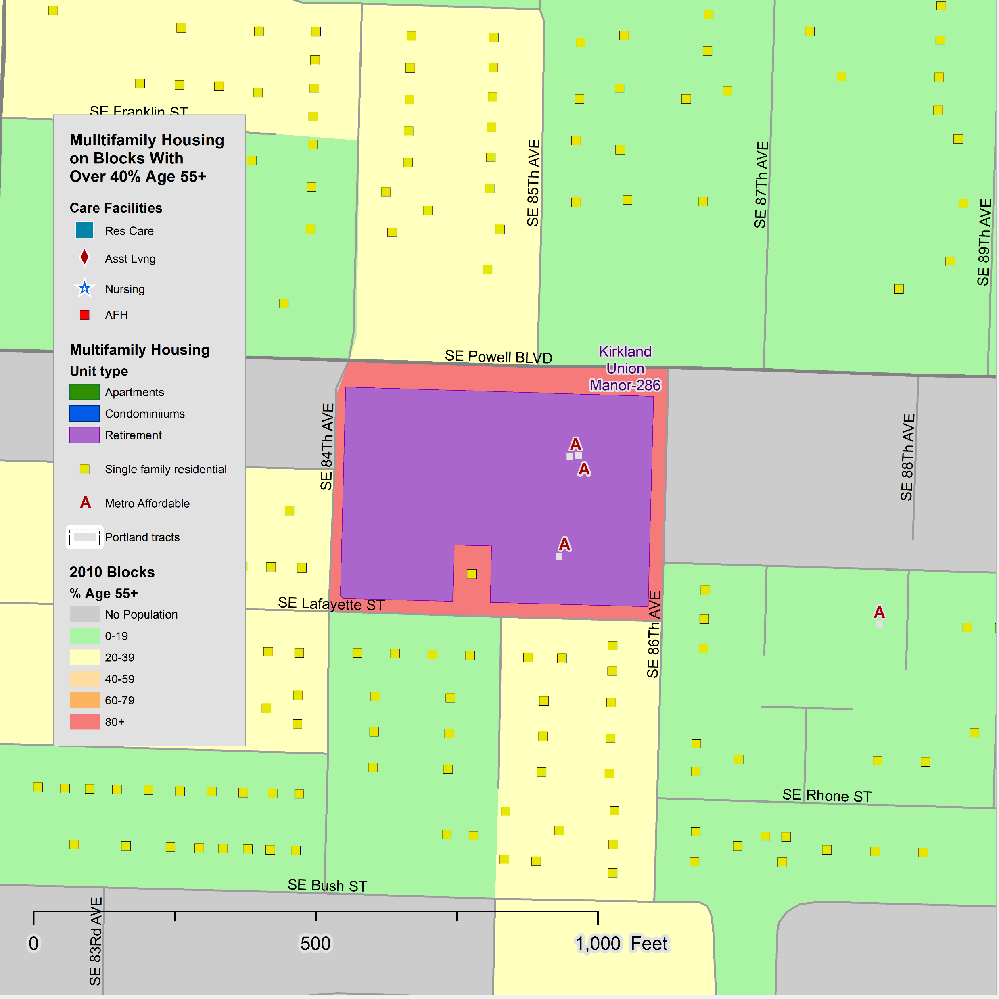 SE Franklin ST
Mulltifamily Housing
on Blocks With
Over 40% Age 55+
Care Facilities
Res Care
Asst Lvng
Nursing
AFH
Multifamily Housing
Unit type
Apartments
Condominiiums
Retirement
Single family residential
A Metro Affordable
Portland tracts
2010 Blocks
% Age 55+
No Population
0-19
20-39
40-59
60-79
80+
SE 85Th AVE
SE 87Th AVE
SE 89Th AVE
SE Powell BLVD
Kirkland
Union
Manor-286
SE 84Th AVE
A
A
A
SE 88Th AVE
SE Lafayette ST
SE 86Th AVE
A
SE Rhone ST
SE Bush ST
SE 83Rd AVE
0 500 1,000 Feet